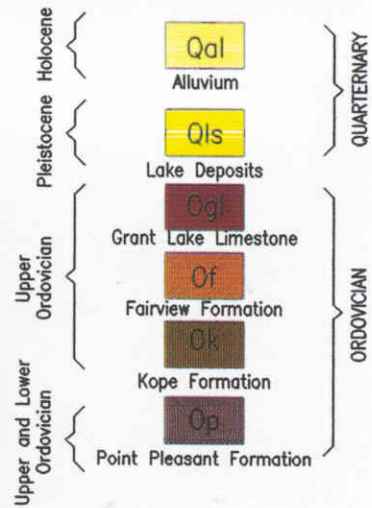 Holocene
Qal
Alluvium
QUARTERNARY
Pleistocene
Qls
Lake Deposits
Upper
Ordovician
Ogl
Grant Lake Limestone
Of
Fairview Formation
Ok
Kope Formation
ORDOVICIAN
Upper and Lower
Ordovician
Op
Point Pleasant Formation